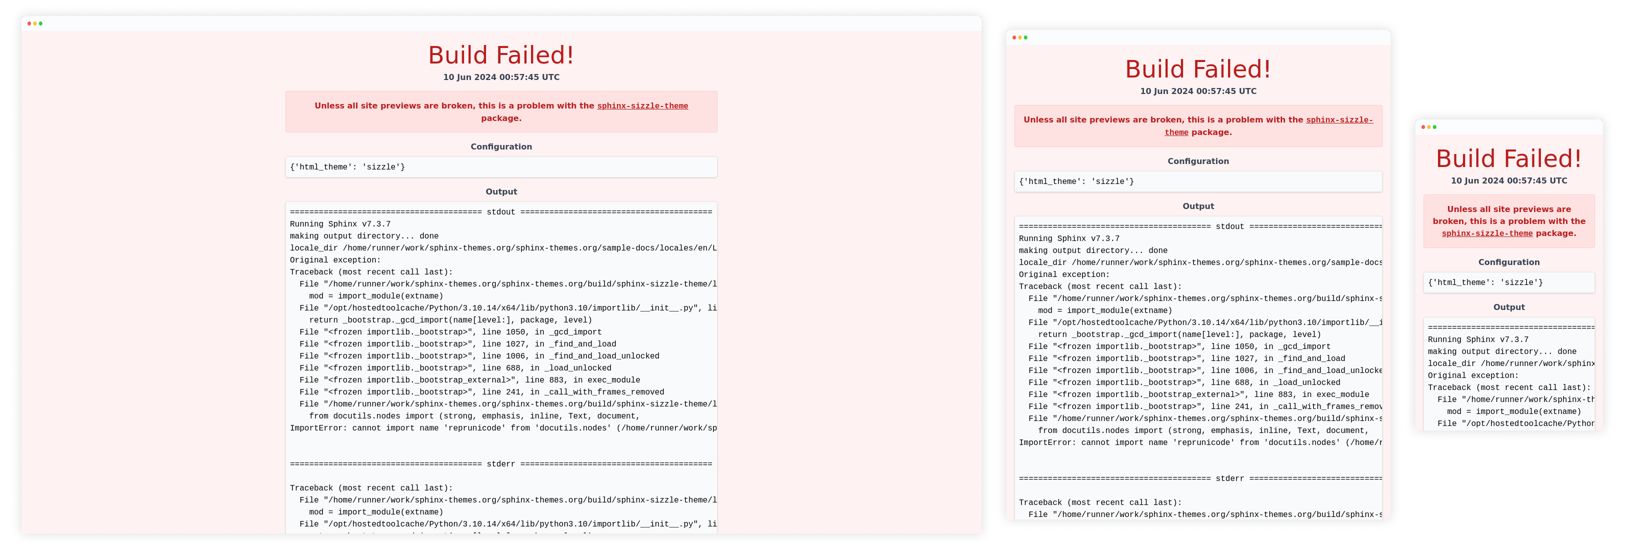 Build Failed!
10 Jun 2024 00:57:45 UTC
Unless all site previews are broken, this is a problem with the sphinx-sizzle-theme
package.
Configuration
{'html_theme': 'sizzle'}
Output
======================================== stdout ========================================
Running Sphinx v7.3.7
making output directory... done
locale_dir /home/runner/work/sphinx-themes.org/sphinx-themes.org/sample-docs/locales/en/L
Original exception:
Traceback (most recent call last):
  File "/home/runner/work/sphinx-themes.org/sphinx-themes.org/build/sphinx-sizzle-theme/l
    mod = import_module(extname)
  File "/opt/hostedtoolcache/Python/3.10.14/x64/lib/python3.10/importlib/__init__.py", li
    return _bootstrap._gcd_import(name[level:], package, level)
  File "<frozen importlib._bootstrap>", line 1050, in _gcd_import
  File "<frozen importlib._bootstrap>", line 1027, in _find_and_load
  File "<frozen importlib._bootstrap>", line 1006, in _find_and_load_unlocked
  File "<frozen importlib._bootstrap>", line 688, in _load_unlocked
  File "<frozen importlib._bootstrap_external>", line 883, in exec_module
  File "<frozen importlib._bootstrap>", line 241, in _call_with_frames_removed
  File "/home/runner/work/sphinx-themes.org/sphinx-themes.org/build/sphinx-sizzle-theme/l
    from docutils.nodes import (strong, emphasis, inline, Text, document,
ImportError: cannot import name 'reprunicode' from 'docutils.nodes' (/home/runner/work/sp
======================================== stderr ========================================
Traceback (most recent call last):
  File "/home/runner/work/sphinx-themes.org/sphinx-themes.org/build/sphinx-sizzle-theme/l
    mod = import_module(extname)
  File "/opt/hostedtoolcache/Python/3.10.14/x64/lib/python3.10/importlib/__init__.py", li
Build Failed!
10 Jun 2024 00:57:45 UTC
Unless all site previews are broken, this is a problem with the sphinx-sizzle-
theme package.
Configuration
{'html_theme': 'sizzle'}
Output
======================================== stdout ==================================
Running Sphinx v7.3.7
making output directory... done
locale_dir /home/runner/work/sphinx-themes.org/sphinx-themes.org/sample-docs
Original exception:
Traceback (most recent call last):
  File "/home/runner/work/sphinx-themes.org/sphinx-themes.org/build/sphinx-s
    mod = import_module(extname)
  File "/opt/hostedtoolcache/Python/3.10.14/x64/lib/python3.10/importlib/__i
    return _bootstrap._gcd_import(name[level:], package, level)
  File "<frozen importlib._bootstrap>", line 1050, in _gcd_import
  File "<frozen importlib._bootstrap>", line 1027, in _find_and_load
  File "<frozen importlib._bootstrap>", line 1006, in _find_and_load_unlocke
  File "<frozen importlib._bootstrap>", line 688, in _load_unlocked
  File "<frozen importlib._bootstrap_external>", line 883, in exec_module
  File "<frozen importlib._bootstrap>", line 241, in _call_with_frames_remov
  File "/home/runner/work/sphinx-themes.org/sphinx-themes.org/build/sphinx-s
    from docutils.nodes import (strong, emphasis, inline, Text, document,
ImportError: cannot import name 'reprunicode' from 'docutils.nodes' (/home/r
======================================== stderr ==================================
Traceback (most recent call last):
  File "/home/runner/work/sphinx-themes.org/sphinx-themes.org/build/sphinx-s
Build Failed!
10 Jun 2024 00:57:45 UTC
Unless all site previews are
broken, this is a problem with the
sphinx-sizzle-theme package.
Configuration
{'html_theme': 'sizzle'}
Output
===================================
Running Sphinx v7.3.7
making output directory... done
locale_dir /home/runner/work/sphinx
Original exception:
Traceback (most recent call last):
  File "/home/runner/work/sphinx-th
    mod = import_module(extname)
  File "/opt/hostedtoolcache/Python